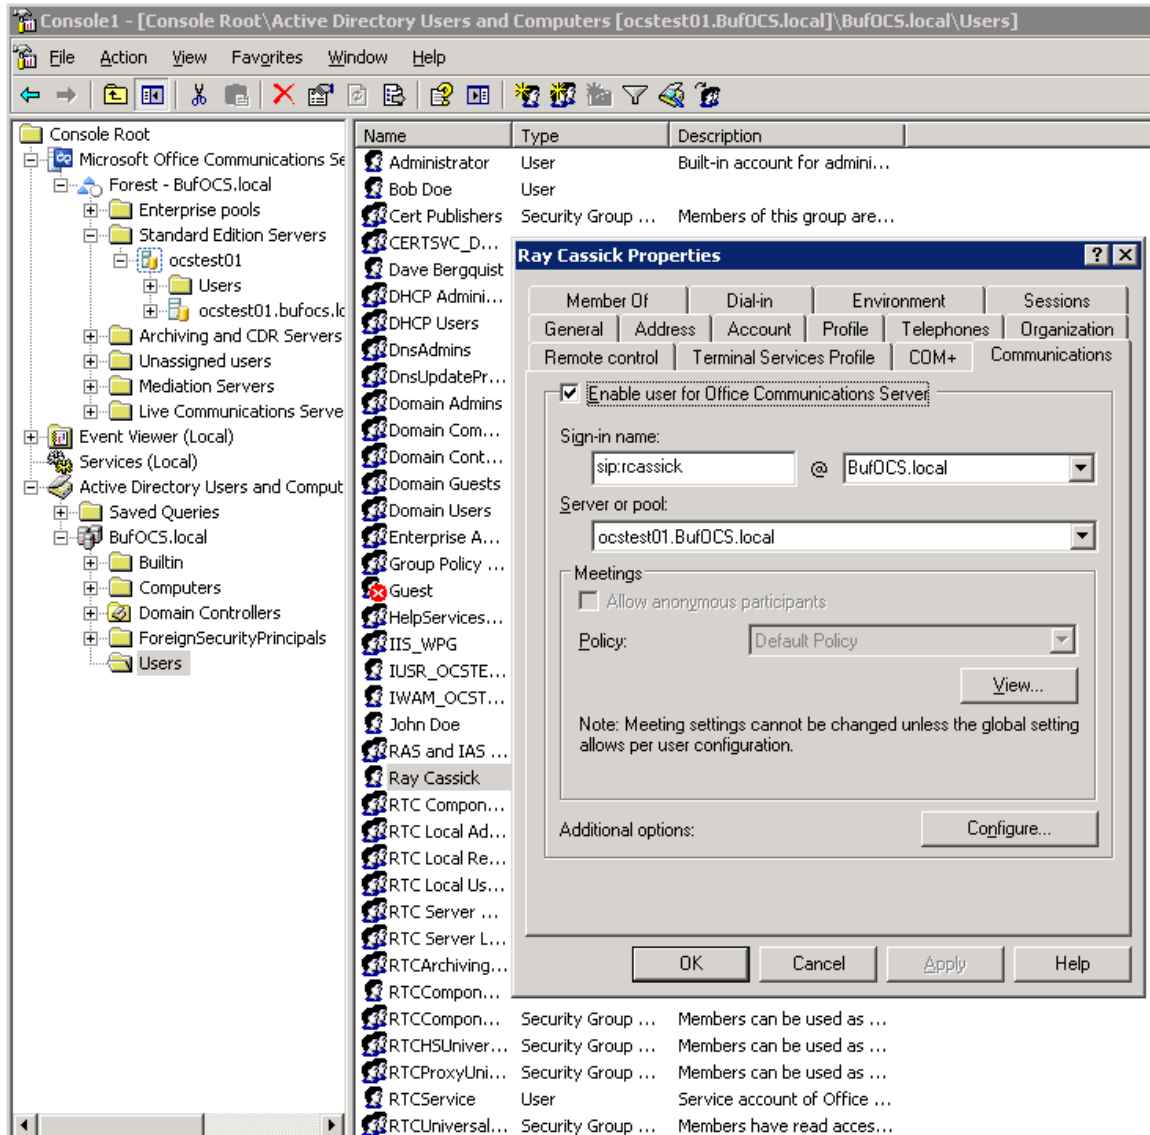 Console1 - [Console Root\Active Directory Users and Computers [ocstest01.BufOCS.local]\BufOCS.local\Users]
File Action View Favorites Window Help
Console Root
Microsoft Office Communications Se
Forest - BufOCS.local
Enterprise pools
Standard Edition Servers
ocstest01
Users
ocstest01.bufocs.lc
Archiving and CDR Servers
Unassigned users
Mediation Servers
Live Communications Serve
Event Viewer (Local)
Services (Local)
Active Directory Users and Comput
Saved Queries
BufOCS.local
Builtin
Computers
Domain Controllers
ForeignSecurityPrincipals
Users
Name Type Description
Administrator User Built-in account for admini...
Bob Doe User
Cert Publishers Security Group ... Members of this group are...
CERTSVC_D...
Dave Bergquist
DHCP Admini...
DHCP Users
DnsAdmins
DnsUpdatePr...
Domain Admins
Domain Com...
Domain Cont...
Domain Guests
Domain Users
Enterprise A...
Group Policy ...
Guest
HelpServices...
IIS_WPG
IUSR_OCSTE...
IWAM_OCST...
John Doe
RAS and IAS ...
Ray Cassick
RTC Compon...
RTC Local Ad...
RTC Local Re...
RTC Local Us...
RTC Server ...
RTC Server L...
RTCArchiving...
RTCCompon...
RTCCompon... Security Group ... Members can be used as ...
RTCHSUniver... Security Group ... Members can be used as ...
RTCProxyUni... Security Group ... Members can be used as ...
RTCService User Service account of Office ...
RTCUniversal... Security Group ... Members have read acces...
Ray Cassick Properties
Member Of Dial-in Environment Sessions
General Address Account Profile Telephones Organization
Remote control Terminal Services Profile COM+ Communications
Enable user for Office Communications Server
Sign-in name:
sip:rcassick @ BufOCS.local
Server or pool:
ocstest01.BufOCS.local
Meetings
Allow anonymous participants
Policy: Default Policy
View...
Note: Meeting settings cannot be changed unless the global setting
allows per user configuration.
Additional options: Configure...
OK Cancel Apply Help